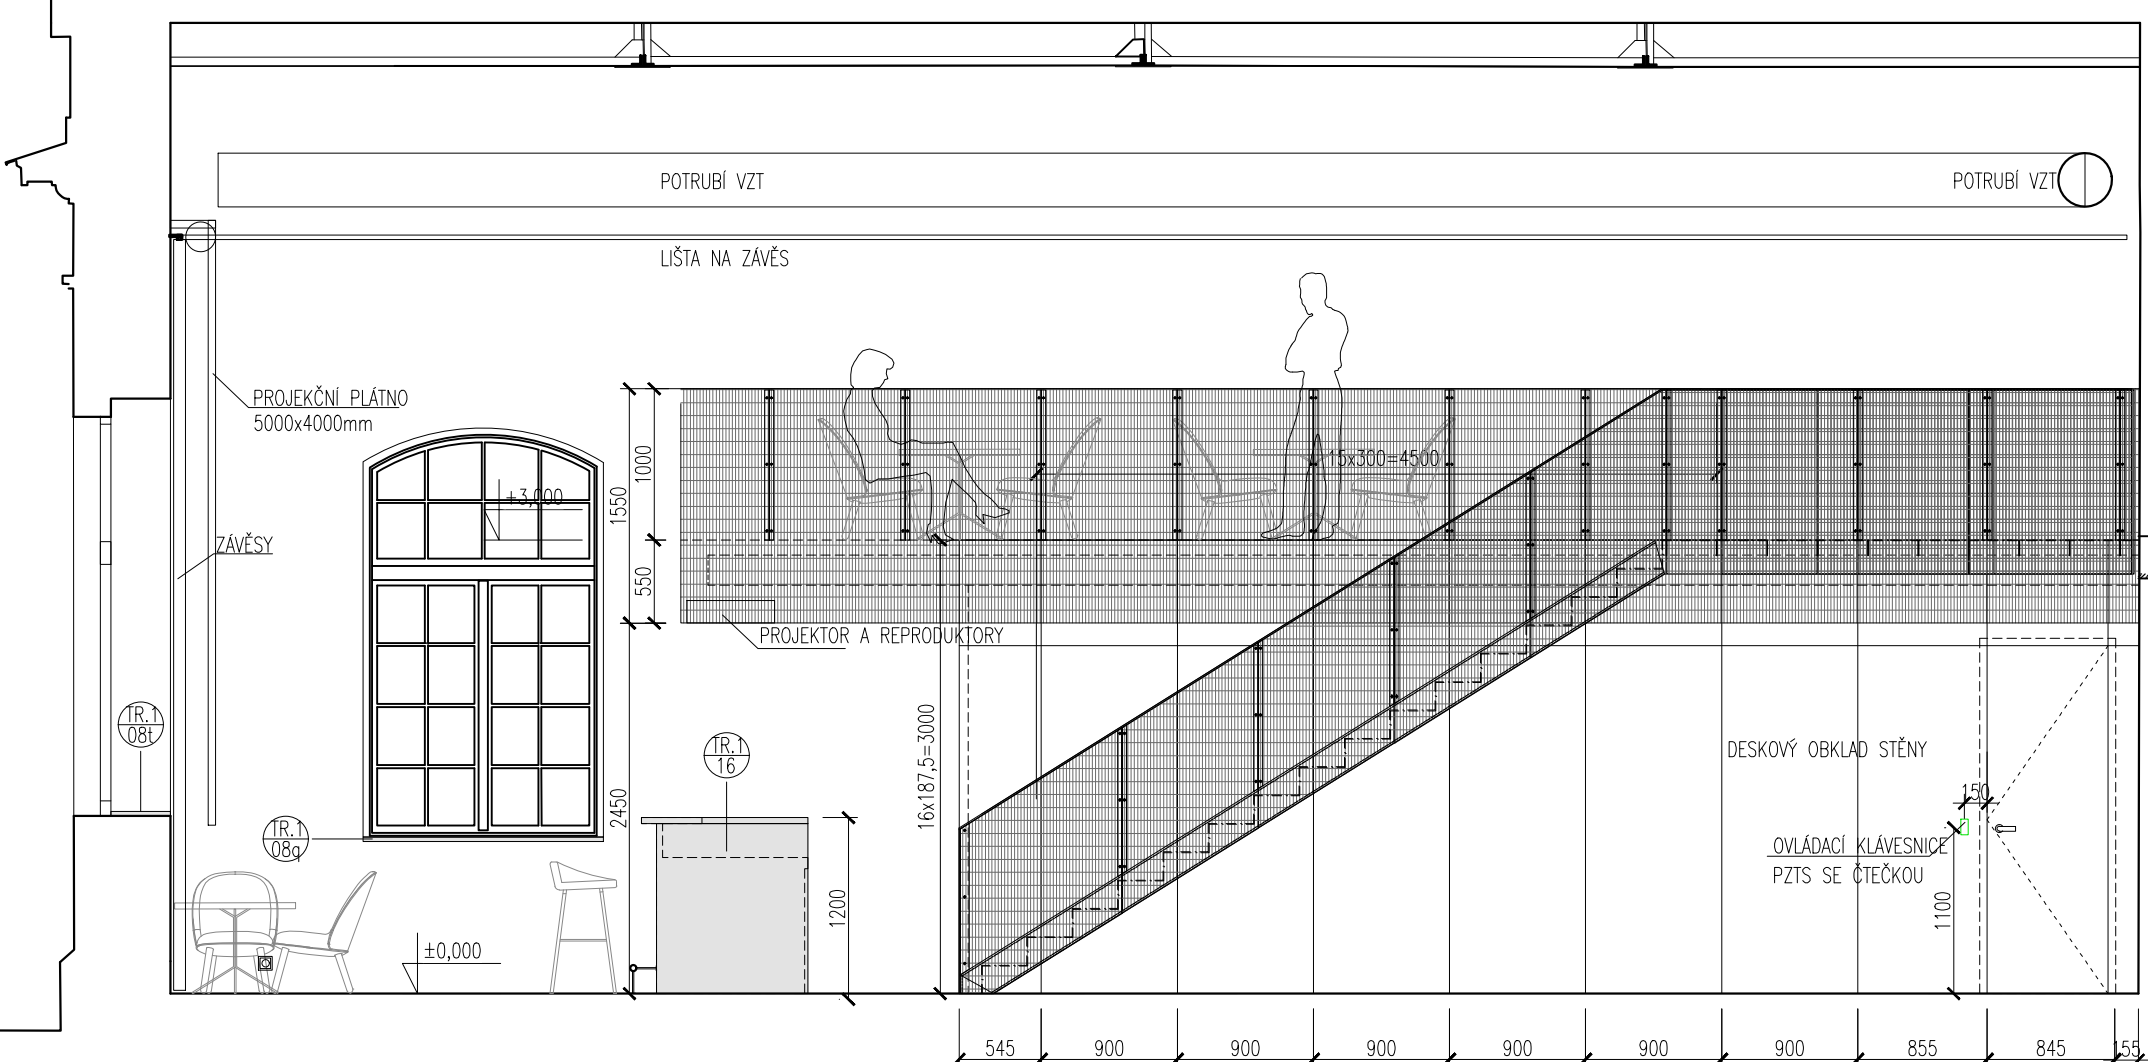 POTRUBÍ VZT
POTRUBÍ VZT
LIŠTA NA ZÁVĚS
PROJEKČNÍ PLÁTNO
5000x4000mm
15x300=4500
1000
1550
+3,000
ZÁVĚSY
550
PROJEKTOR A REPRODUKTORY
TR.1
08t
TR.1
16
16x187,5=3000
DESKOVÝ OBKLAD STĚNY
150
2450
TR.1
08q
OVLÁDACÍ KLÁVESNICE
PZTS SE ČTEČKOU
1200
1100
±0,000
545
900
900
900
900
900
900
855
845
155